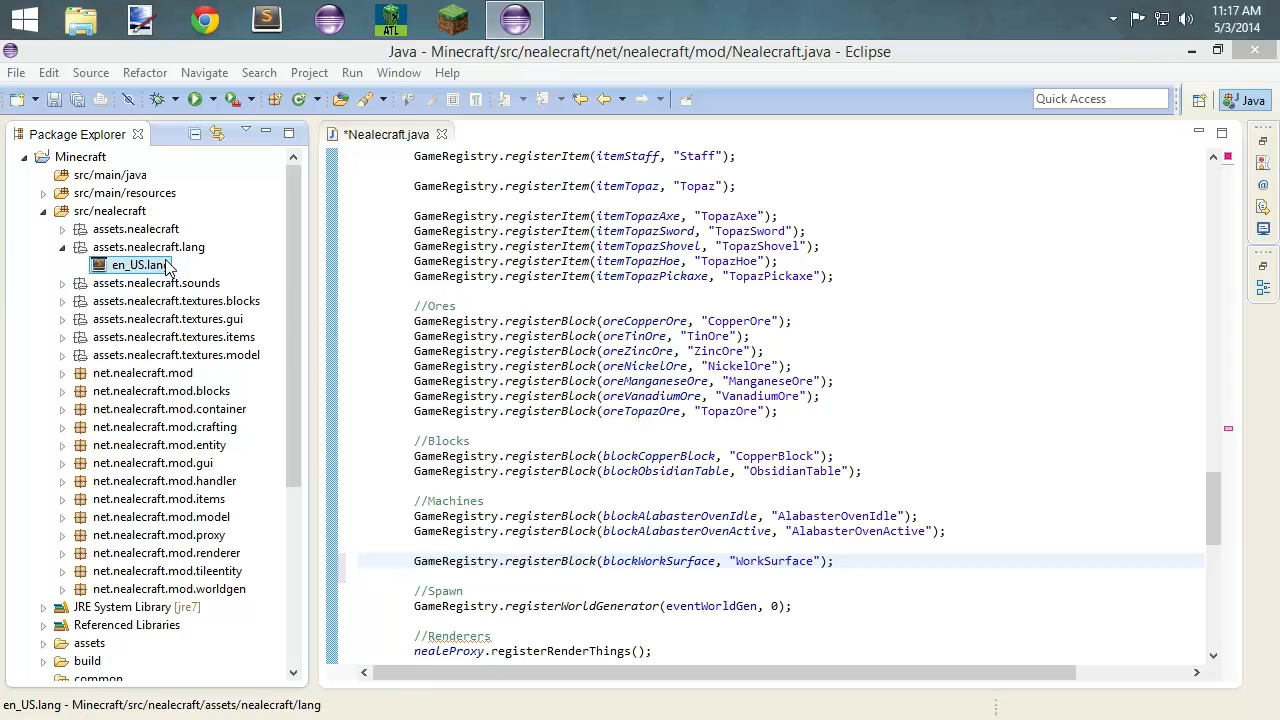 11:17 AM
5/3/2014
ATL
Java - Minecraft/src/nealecraft/net/nealecraft/mod/Nealecraft.java - Eclipse
File Edit Source Refactor Navigate Search Project Run Window Help
Quick Access
Java
Package Explorer
*Nealecraft.java
Minecraft
src/main/java
src/main/resources
src/nealecraft
assets.nealecraft
assets.nealecraft.lang
en_US.lang
assets.nealecraft.sounds
assets.nealecraft.textures.blocks
assets.nealecraft.textures.gui
assets.nealecraft.textures.items
assets.nealecraft.textures.model
net.nealecraft.mod
net.nealecraft.mod.blocks
net.nealecraft.mod.container
net.nealecraft.mod.crafting
net.nealecraft.mod.entity
net.nealecraft.mod.gui
net.nealecraft.mod.handler
net.nealecraft.mod.items
net.nealecraft.mod.model
net.nealecraft.mod.proxy
net.nealecraft.mod.renderer
net.nealecraft.mod.tileentity
net.nealecraft.mod.worldgen
JRE System Library [jre7]
Referenced Libraries
assets
build
common
GameRegistry.registerItem(itemStaff, "Staff");
GameRegistry.registerItem(itemTopaz, "Topaz");
GameRegistry.registerItem(itemTopazAxe, "TopazAxe");
GameRegistry.registerItem(itemTopazSword, "TopazSword");
GameRegistry.registerItem(itemTopazShovel, "TopazShovel");
GameRegistry.registerItem(itemTopazHoe, "TopazHoe");
GameRegistry.registerItem(itemTopazPickaxe, "TopazPickaxe");
//Ores
GameRegistry.registerBlock(oreCopperOre, "CopperOre");
GameRegistry.registerBlock(oreTinOre, "TinOre");
GameRegistry.registerBlock(oreZincOre, "ZincOre");
GameRegistry.registerBlock(oreNickelOre, "NickelOre");
GameRegistry.registerBlock(oreManganeseOre, "ManganeseOre");
GameRegistry.registerBlock(oreVanadiumOre, "VanadiumOre");
GameRegistry.registerBlock(oreTopazOre, "TopazOre");
//Blocks
GameRegistry.registerBlock(blockCopperBlock, "CopperBlock");
GameRegistry.registerBlock(blockObsidianTable, "ObsidianTable");
//Machines
GameRegistry.registerBlock(blockAlabasterOvenIdle, "AlabasterOvenIdle");
GameRegistry.registerBlock(blockAlabasterOvenActive, "AlabasterOvenActive");
GameRegistry.registerBlock(blockWorkSurface, "WorkSurface");
//Spawn
GameRegistry.registerWorldGenerator(eventWorldGen, 0);
//Renderers
nealeProxy.registerRenderThings();
en_US.lang - Minecraft/src/nealecraft/assets/nealecraft/lang